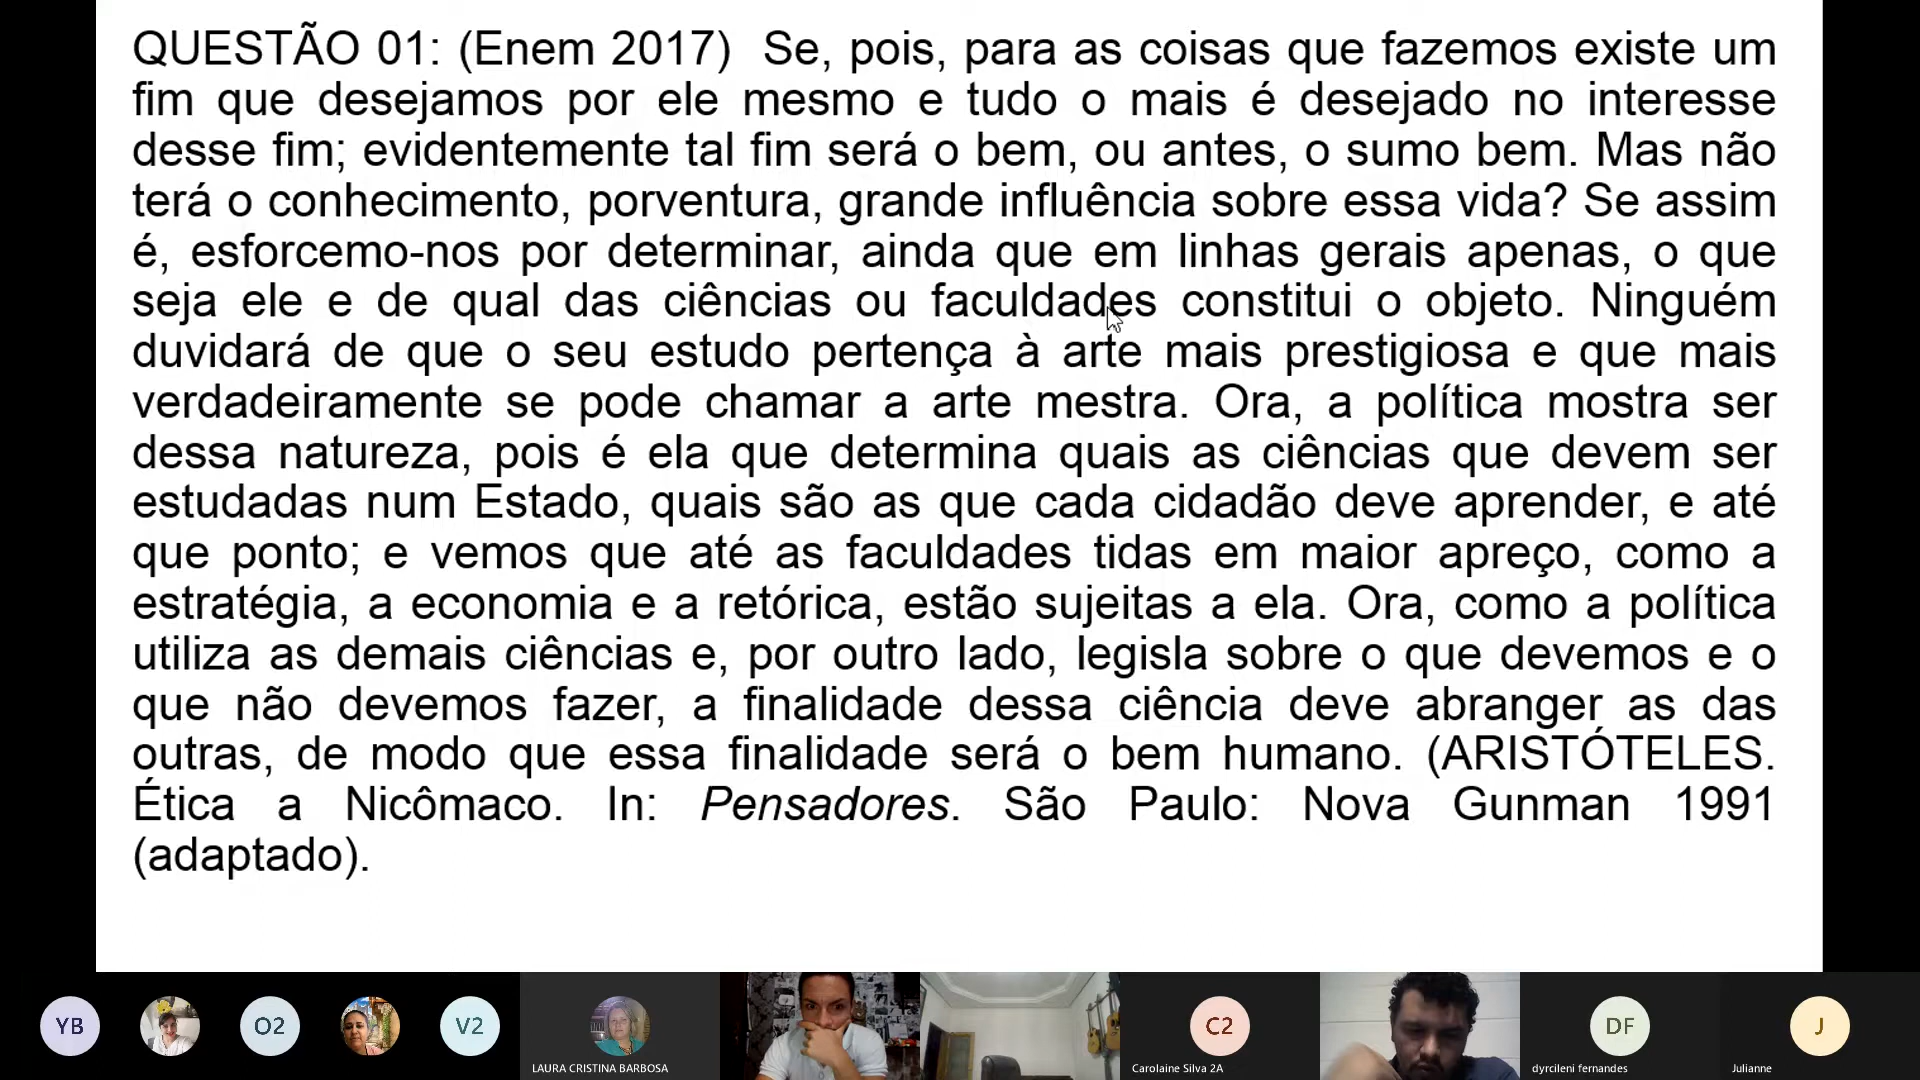 QUESTÃO 01: (Enem 2017) Se, pois, para as coisas que fazemos existe um
fim que desejamos por ele mesmo e tudo o mais é desejado no interesse
desse fim; evidentemente tal fim será o bem, ou antes, o sumo bem. Mas não
terá o conhecimento, porventura, grande influência sobre essa vida? Se assim
é, esforcemo-nos por determinar, ainda que em linhas gerais apenas, o que
seja ele e de qual das ciências ou faculdades constitui o objeto. Ninguém
duvidará de que o seu estudo pertença à arte mais prestigiosa e que mais
verdadeiramente se pode chamar a arte mestra. Ora, a política mostra ser
dessa natureza, pois é ela que determina quais as ciências que devem ser
estudadas num Estado, quais são as que cada cidadão deve aprender, e até
que ponto; e vemos que até as faculdades tidas em maior apreço, como a
estratégia, a economia e a retórica, estão sujeitas a ela. Ora, como a política
utiliza as demais ciências e, por outro lado, legisla sobre o que devemos e o
que não devemos fazer, a finalidade dessa ciência deve abranger as das
outras, de modo que essa finalidade será o bem humano. (ARISTÓTELES.
Ética a Nicômaco. In: Pensadores. São Paulo: Nova Gunman 1991
(adaptado).
YB
O2
V2
LAURA CRISTINA BARBOSA
C2
Carolaine Silva 2A
DF
dyrcileni fernandes
J
Julianne